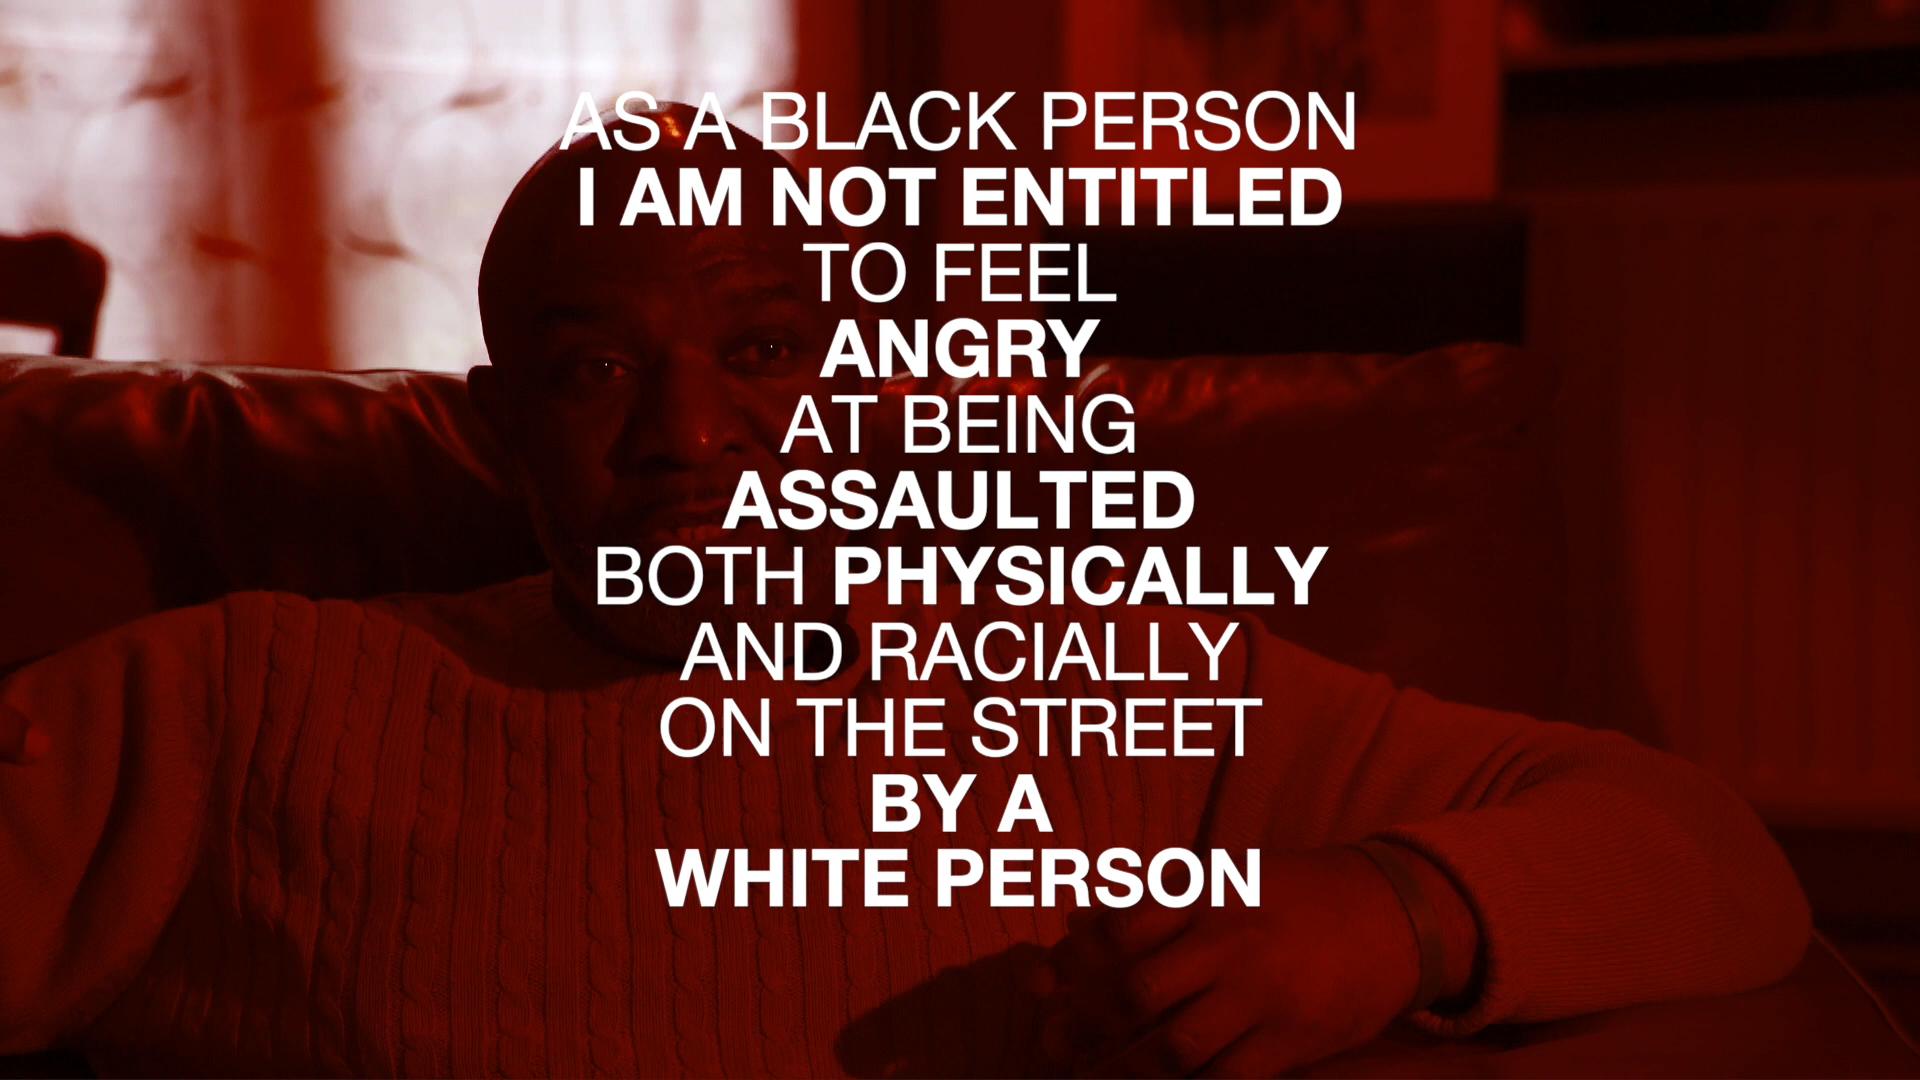 AS A BLACK PERSON
I AM NOT ENTITLED
TO FEEL
ANGRY
AT BEING
ASSAULTED
BOTH PHYSICALLY
AND RACIALLY
ON THE STREET
BY A
WHITE PERSON